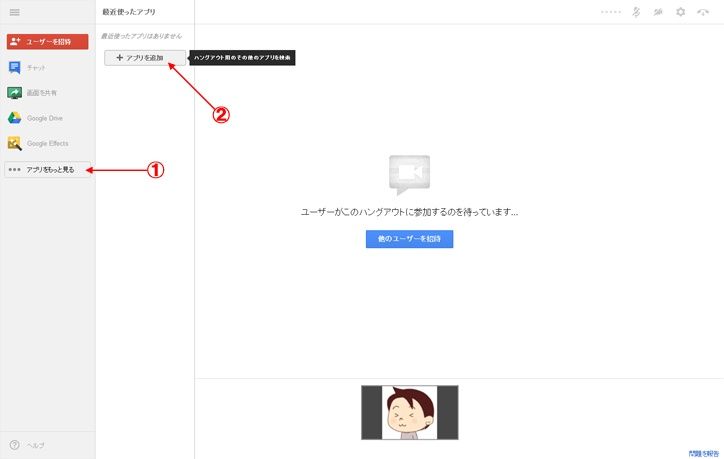 最近使ったアプリ
ユーザーを招待
最近使ったアプリはありません
+ アプリを追加
ハングアウト用のその他のアプリを検索
チャット
画面を共有
Google Drive
②
Google Effects
アプリをもっと見る
①
ユーザーがこのハングアウトに参加するのを待っています...
他のユーザーを招待
ヘルプ
問題を報告